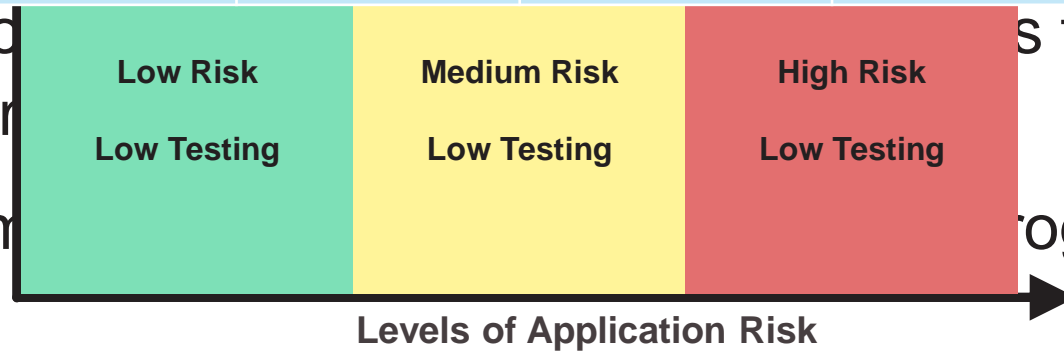 Low Risk Medium Risk High Risk
Low Testing Low Testing Low Testing
Levels of Application Risk